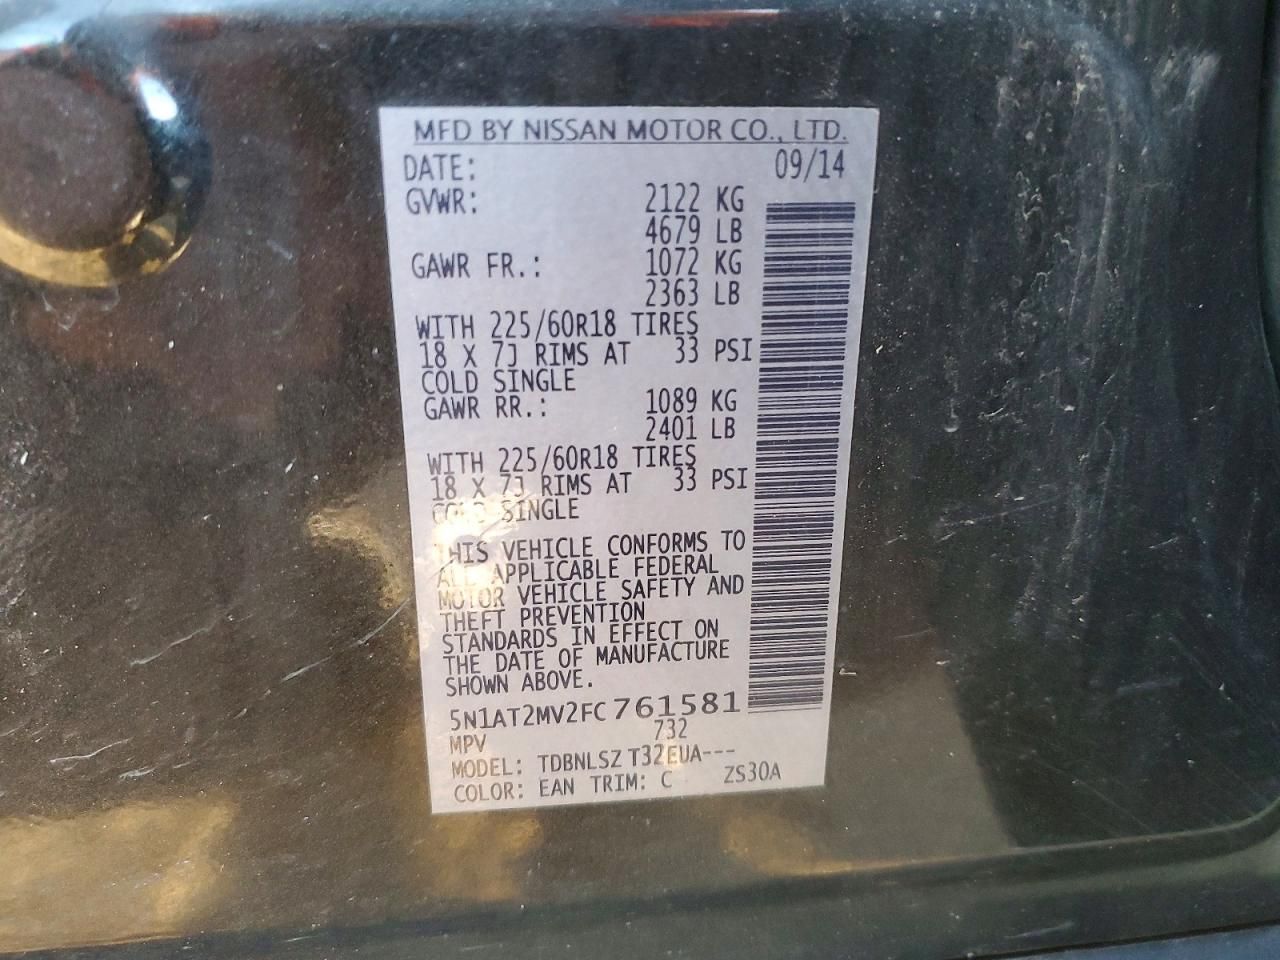 MFD BY NISSAN MOTOR CO., LTD.
DATE: 09/14
GVWR: 2122 KG
4679 LB
GAWR FR.: 1072 KG
2363 LB
WITH 225/60R18 TIRES
18 X 7J RIMS AT 33 PSI
COLD SINGLE
GAWR RR.: 1089 KG
2401 LB
WITH 225/60R18 TIRES
18 X 7J RIMS AT 33 PSI
COLD SINGLE
THIS VEHICLE CONFORMS TO
ALL APPLICABLE FEDERAL
MOTOR VEHICLE SAFETY AND
THEFT PREVENTION
STANDARDS IN EFFECT ON
THE DATE OF MANUFACTURE
SHOWN ABOVE.
5N1AT2MV2FC761581
MPV 732
MODEL: TDBNLSZ T32EUA---
COLOR: EAN TRIM: C ZS30A